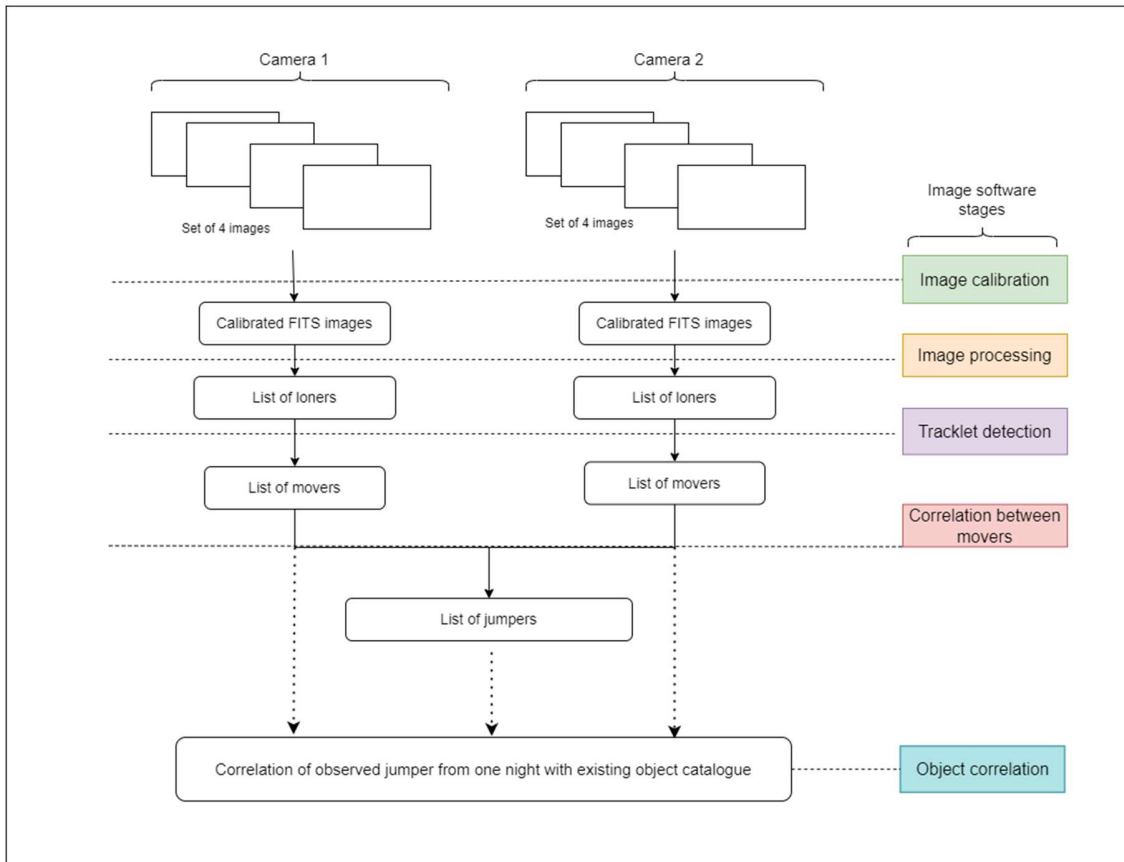 Camera 1
Camera 2
Set of 4 images
Set of 4 images
Image software
stages
Image calibration
Calibrated FITS images
Calibrated FITS images
Image processing
List of loners
List of loners
Tracklet detection
List of movers
List of movers
Correlation between
movers
List of jumpers
Correlation of observed jumper from one night with existing object catalogue
Object correlation